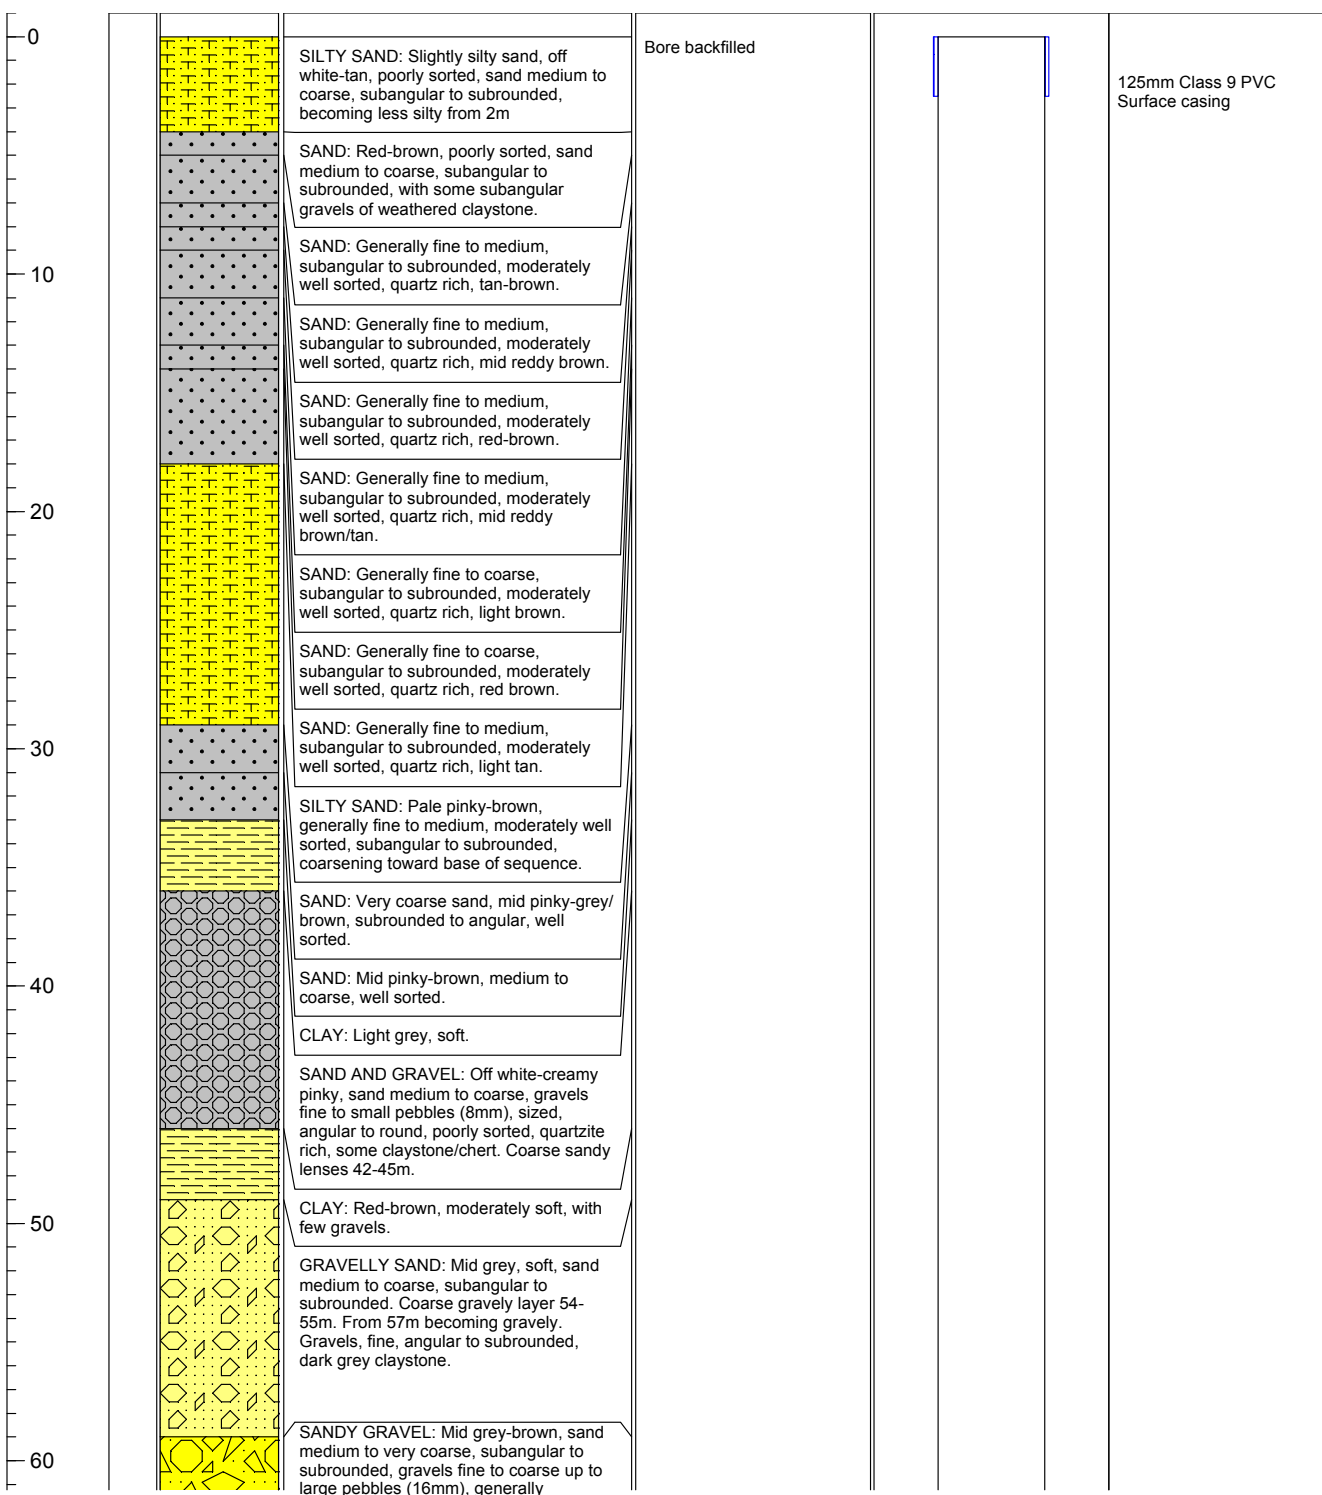 0
SILTY SAND: Slightly silty sand, off
white-tan, poorly sorted, sand medium to
coarse, subangular to subrounded,
becoming less silty from 2m
Bore backfilled
125mm Class 9 PVC
Surface casing
SAND: Red-brown, poorly sorted, sand
medium to coarse, subangular to
subrounded, with some subangular
gravels of weathered claystone.
SAND: Generally fine to medium,
subangular to subrounded, moderately
well sorted, quartz rich, tan-brown.
10
SAND: Generally fine to medium,
subangular to subrounded, moderately
well sorted, quartz rich, mid reddy brown.
SAND: Generally fine to medium,
subangular to subrounded, moderately
well sorted, quartz rich, red-brown.
SAND: Generally fine to medium,
subangular to subrounded, moderately
well sorted, quartz rich, mid reddy
brown/tan.
20
SAND: Generally fine to coarse,
subangular to subrounded, moderately
well sorted, quartz rich, light brown.
SAND: Generally fine to coarse,
subangular to subrounded, moderately
well sorted, quartz rich, red brown.
SAND: Generally fine to medium,
subangular to subrounded, moderately
well sorted, quartz rich, light tan.
30
SILTY SAND: Pale pinky-brown,
generally fine to medium, moderately well
sorted, subangular to subrounded,
coarsening toward base of sequence.
SAND: Very coarse sand, mid pinky-grey/
brown, subrounded to angular, well
sorted.
SAND: Mid pinky-brown, medium to
coarse, well sorted.
40
CLAY: Light grey, soft.
SAND AND GRAVEL: Off white-creamy
pinky, sand medium to coarse, gravels
fine to small pebbles (8mm), sized,
angular to round, poorly sorted, quartzite
rich, some claystone/chert. Coarse sandy
lenses 42-45m.
CLAY: Red-brown, moderately soft, with
few gravels.
50
GRAVELLY SAND: Mid grey, soft, sand
medium to coarse, subangular to
subrounded. Coarse gravely layer 54-
55m. From 57m becoming gravely.
Gravels, fine, angular to subrounded,
dark grey claystone.
SANDY GRAVEL: Mid grey-brown, sand
medium to very coarse, subangular to
subrounded, gravels fine to coarse up to
large pebbles (16mm), generally
60